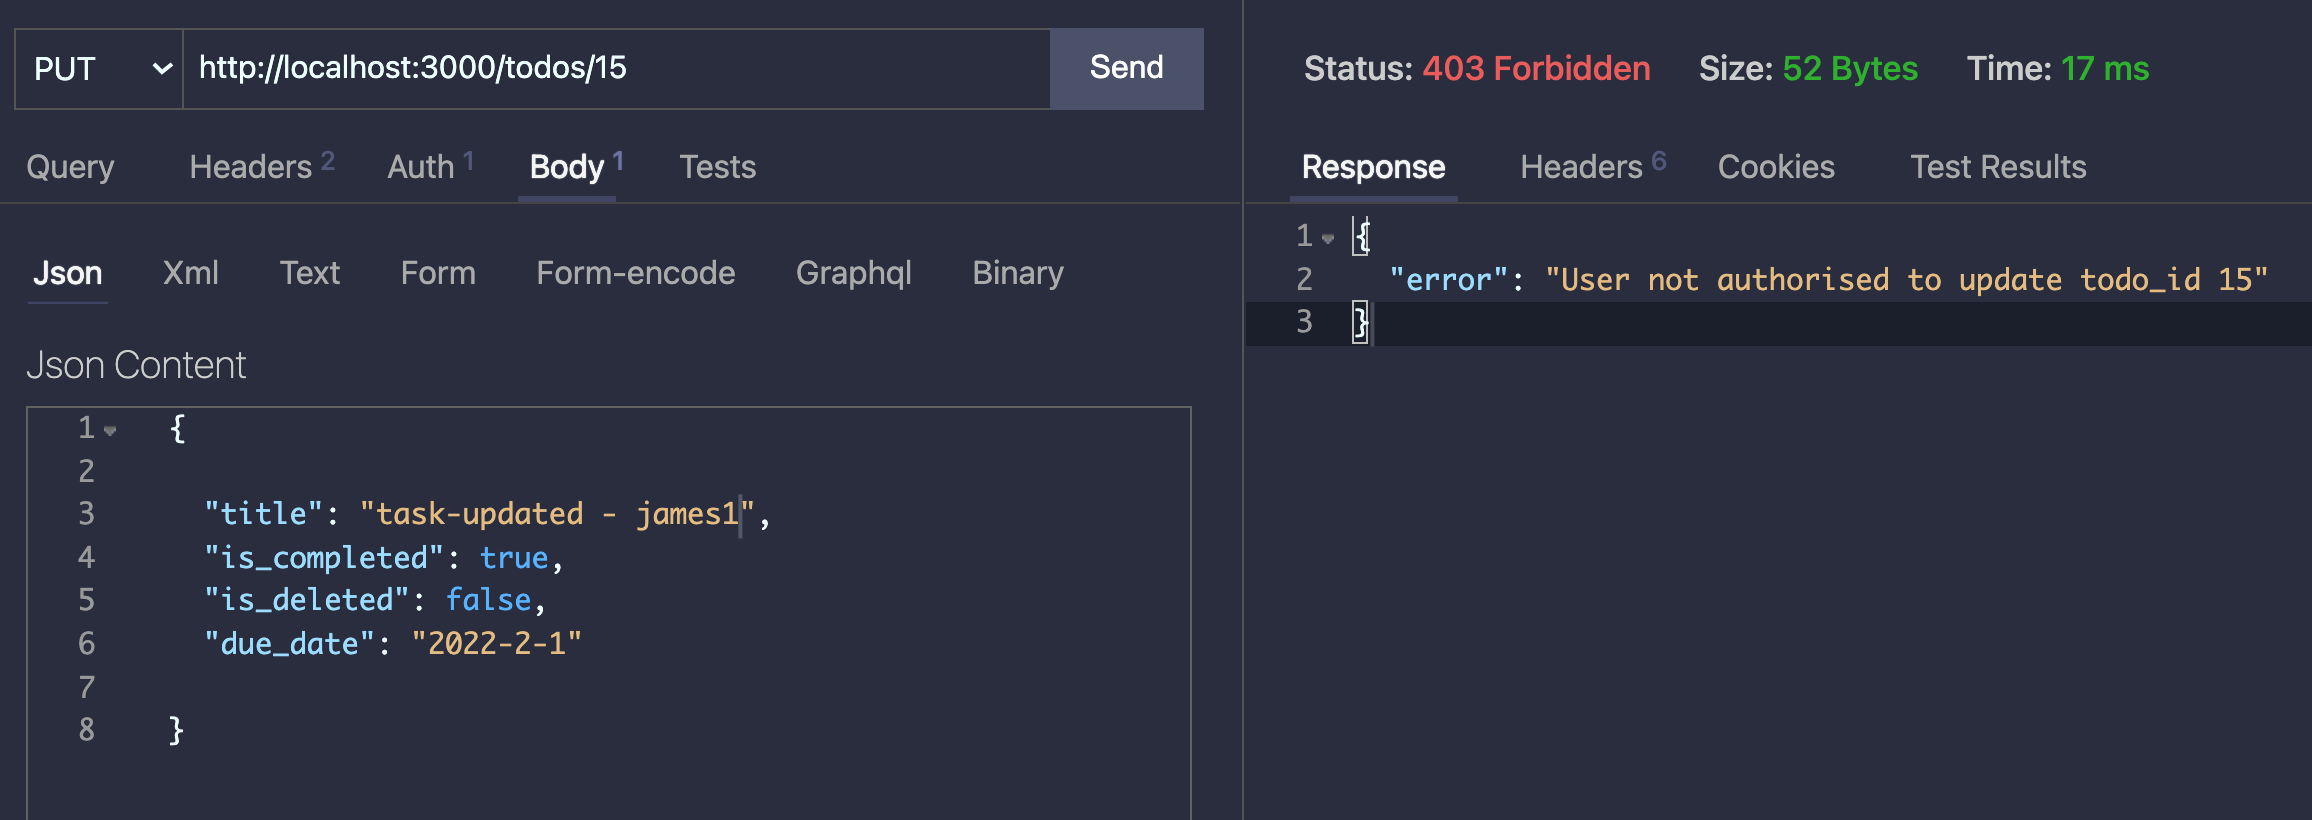 PUT http://localhost:3000/todos/15 Send
Query Headers 2 Auth 1 Body 1 Tests
Json Xml Text Form Form-encode Graphql Binary
Json Content
1 {
2
3 "title": "task-updated - james1",
4 "is_completed": true,
5 "is_deleted": false,
6 "due_date": "2022-2-1"
7
8 }
Status: 403 Forbidden Size: 52 Bytes Time: 17 ms
Response Headers 6 Cookies Test Results
1 {
2 "error": "User not authorised to update todo_id 15"
3 }